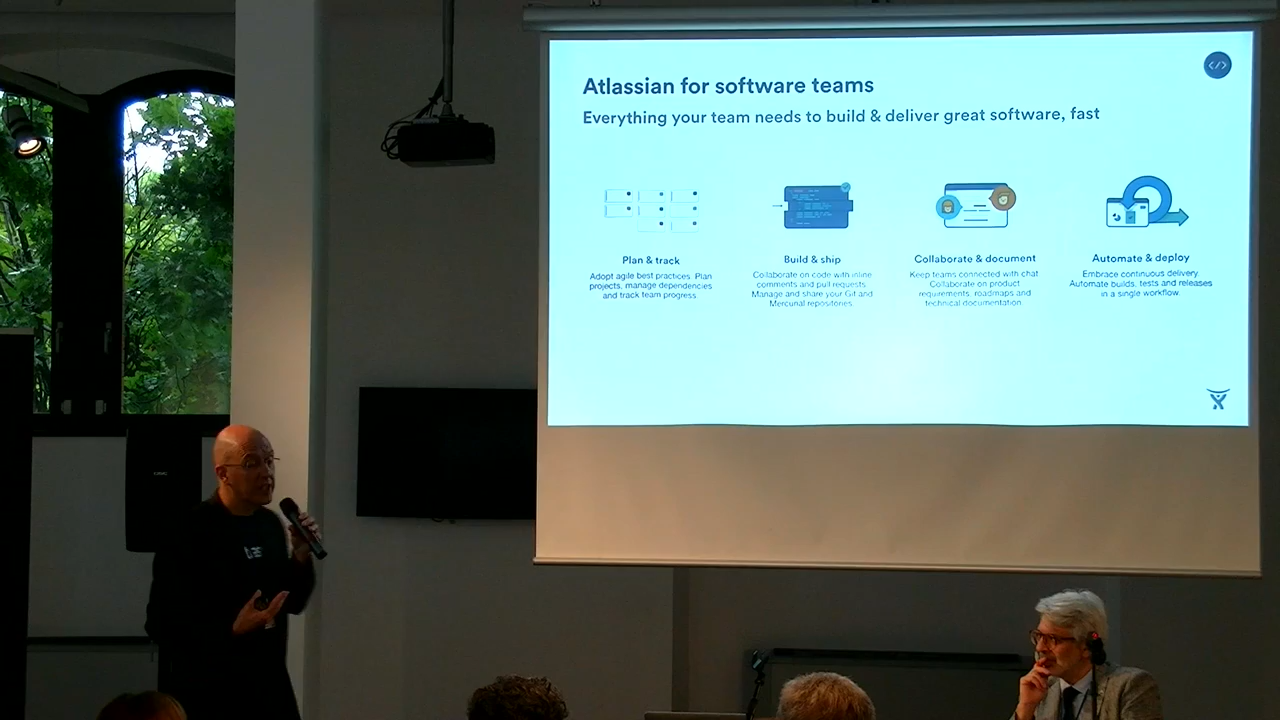 Atlassian for software teams
Everything your team needs to build & deliver great software, fast
Plan & track
Adopt agile best practices. Plan
projects, manage dependencies
and track team progress
Build & ship
Collaborate on code with inline
comments and pull requests
Manage and share your Git and
Mercurial repositories
Collaborate & document
Keep teams connected with chat
Collaborate on product
requirements, roadmaps and
technical documentation
Automate & deploy
Embrace continuous delivery.
Automate builds, tests and releases
in a single workflow.